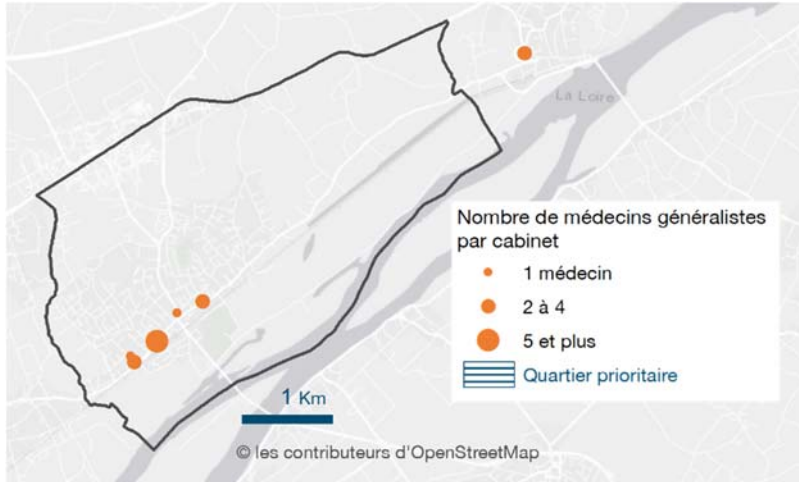 La Loire
Nombre de médecins généralistes
par cabinet
1 médecin
2 à 4
5 et plus
Quartier prioritaire
1 Km
© les contributeurs d'OpenStreetMap